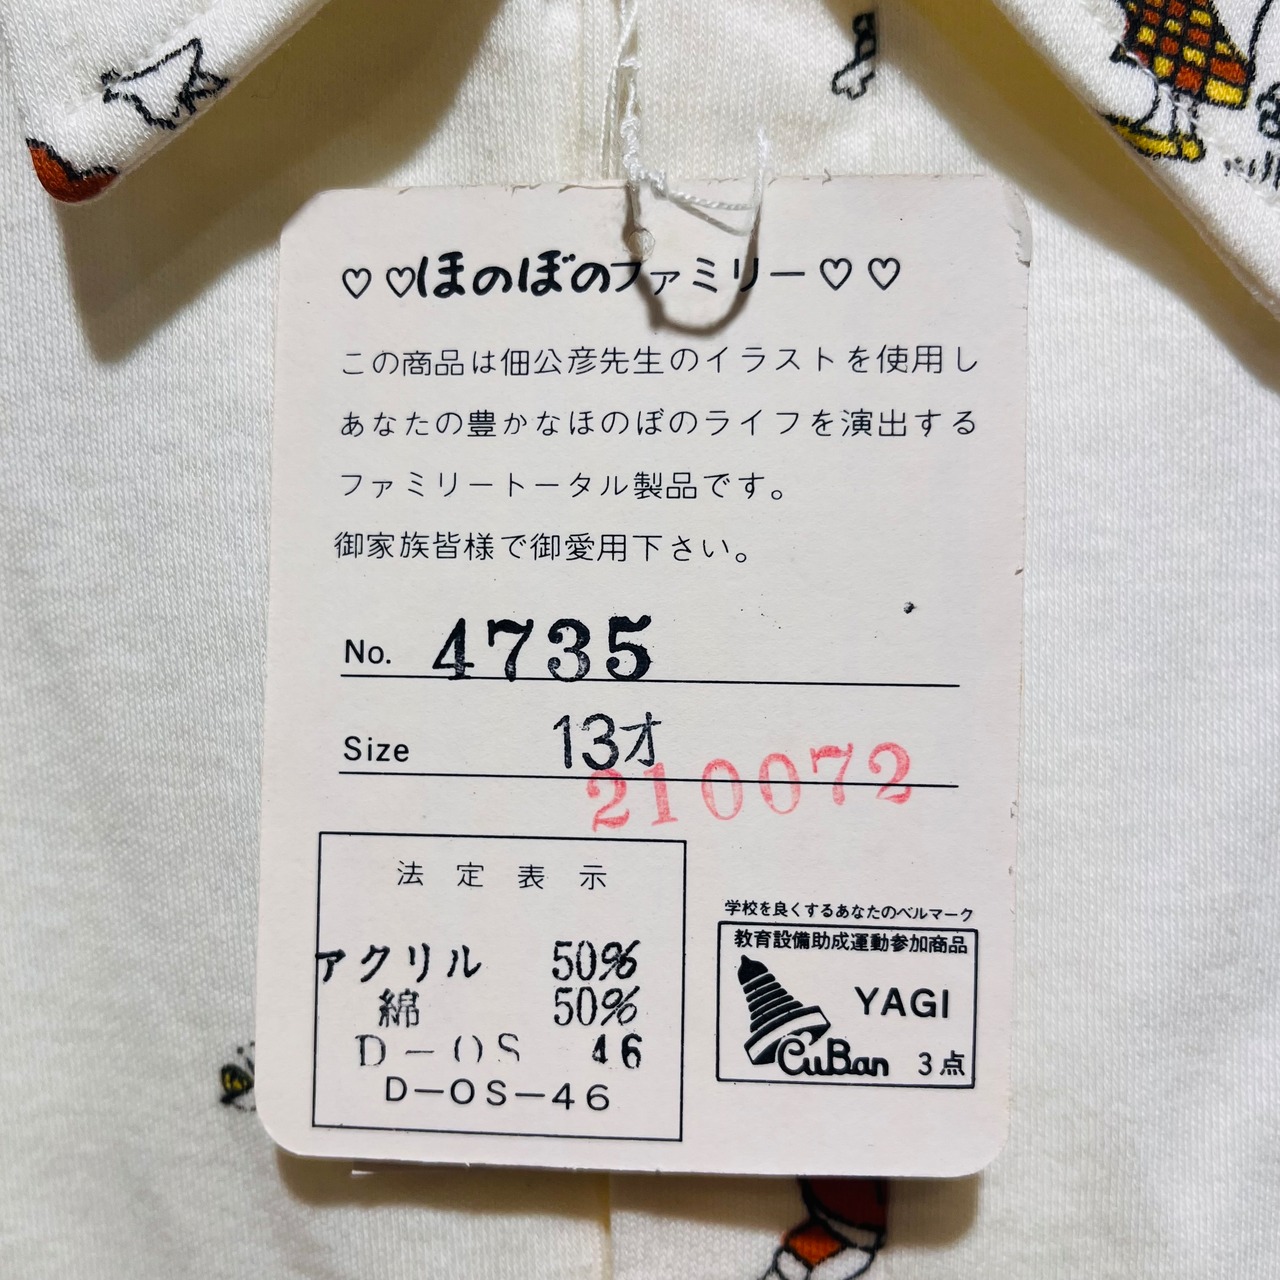 ♡♡ほのぼのファミリー♡♡
この商品は佃公彦先生のイラストを使用し
あなたの豊かなほのぼのライフを演出する
ファミリートータル製品です。
御家族皆様で御愛用下さい。
No. 4735
Size 13才
210072
法定表示
アクリル 50%
綿 50%
D-OS 46
D-OS-46
学校を良くするあなたのベルマーク
教育設備助成運動参加商品
YAGI
CuBan 3点